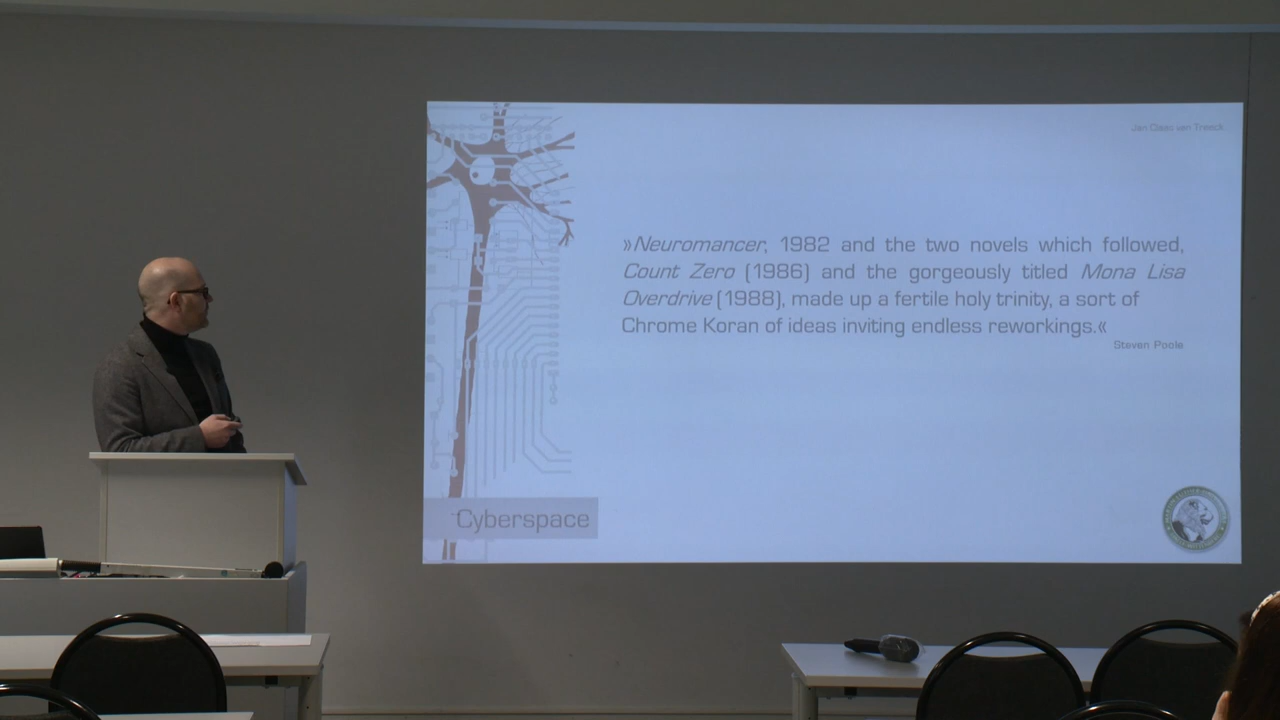 Jan Claas van Treeck
»Neuromancer, 1982 and the two novels which followed,
Count Zero (1986) and the gorgeously titled Mona Lisa
Overdrive (1988), made up a fertile holy trinity, a sort of
Chrome Koran of ideas inviting endless reworkings.«
Steven Poole
Cyberspace